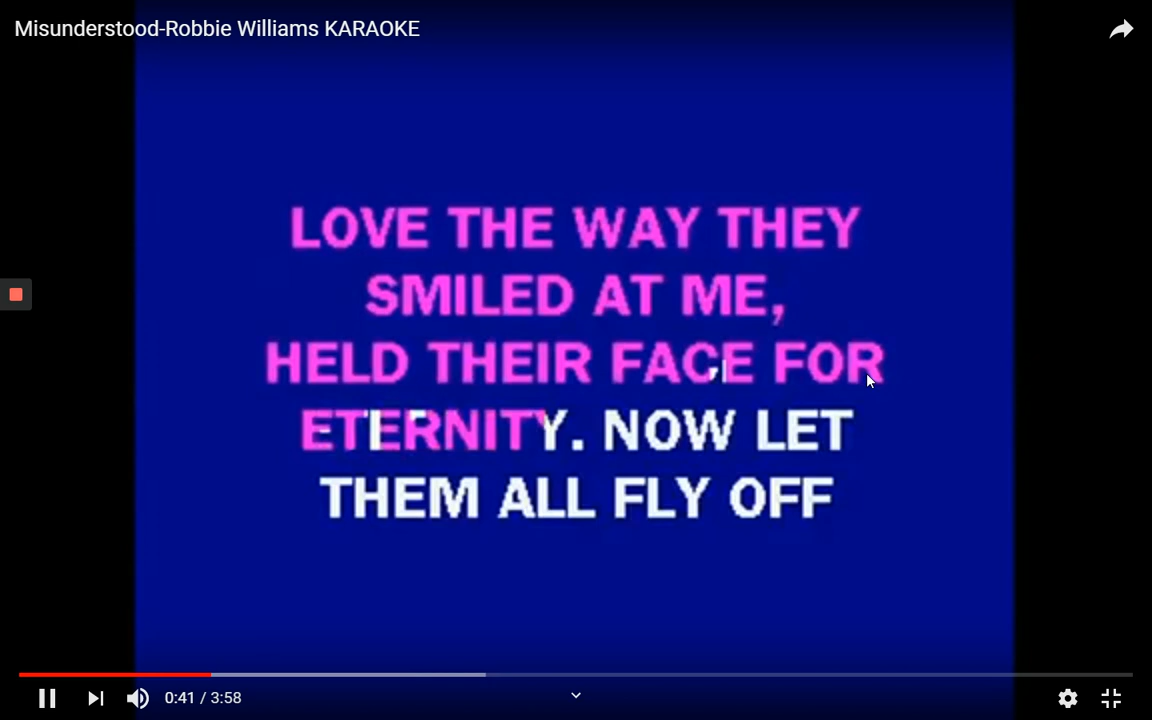 Misunderstood-Robbie Williams KARAOKE
LOVE THE WAY THEY
SMILED AT ME,
HELD THEIR FACE FOR
ETERNITY. NOW LET
THEM ALL FLY OFF
0:41 / 3:58